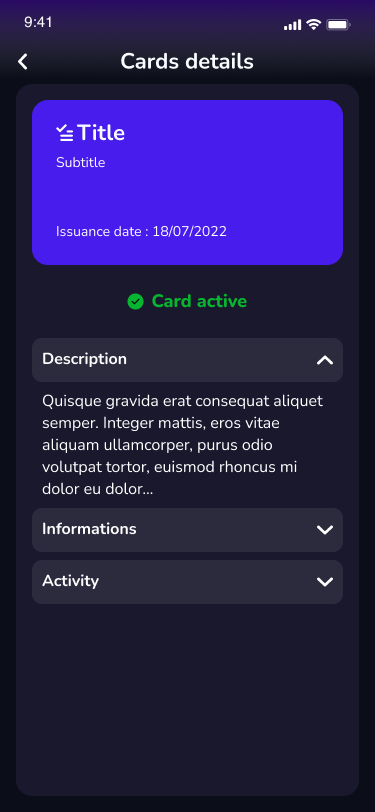 9:41
Cards details
Title
Subtitle
Issuance date : 18/07/2022
Card active
Description
Quisque gravida erat consequat aliquet
semper. Integer mattis, eros vitae
aliquam ullamcorper, purus odio
volutpat tortor, euismod rhoncus mi
dolor eu dolor...
Informations
Activity